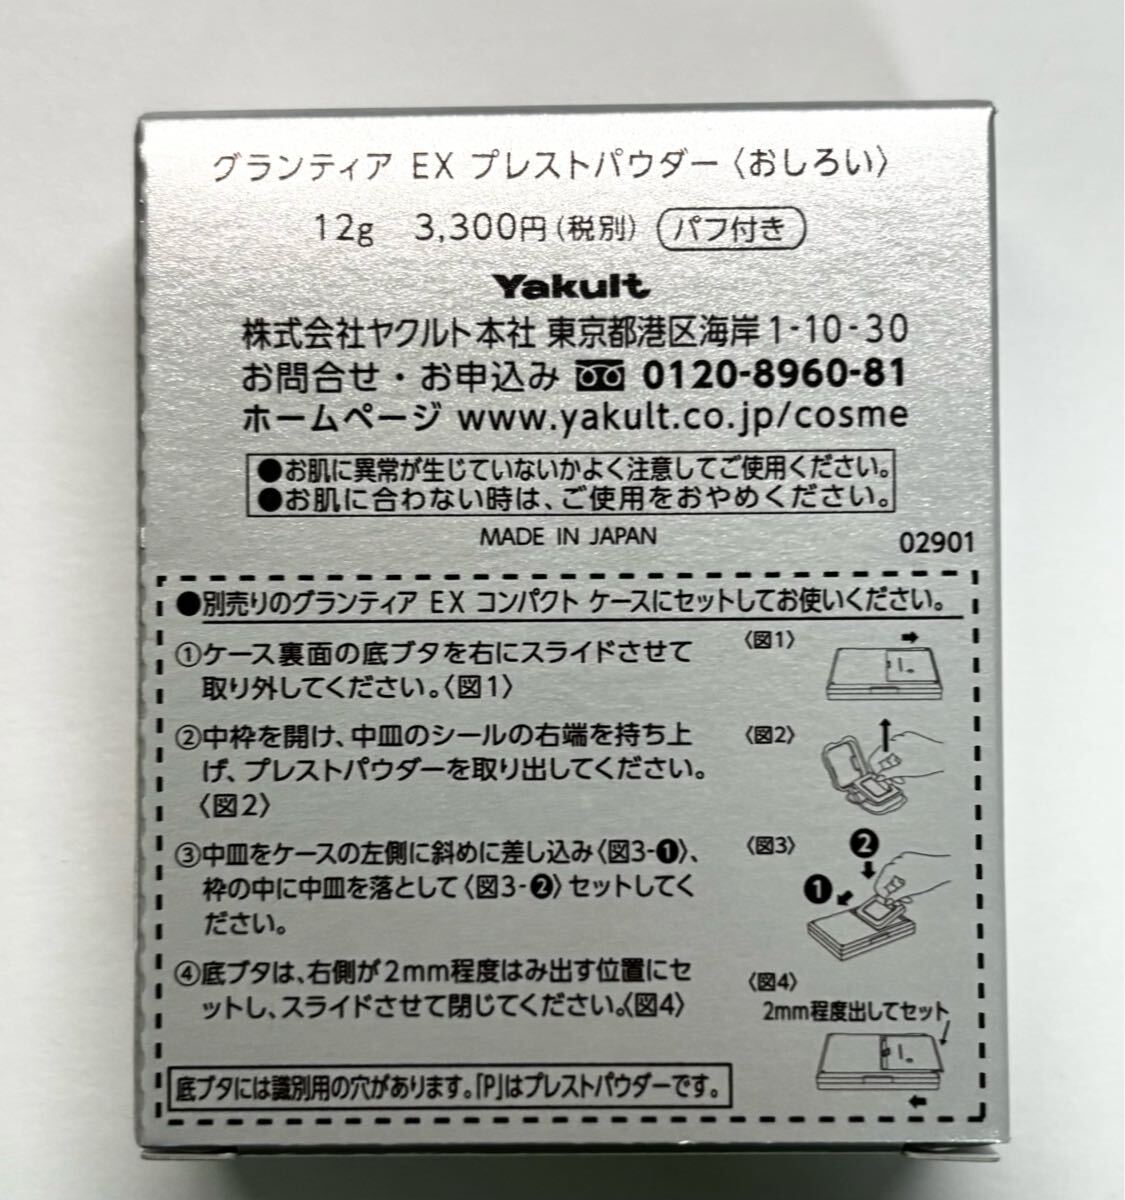 グランティア EX プレストパウダー〈おしろい〉
12g 3,300円(税別) パフ付き
Yakult
株式会社ヤクルト本社 東京都港区海岸1-10-30
お問合せ・お申込み 0120-8960-81
ホームページ www.yakult.co.jp/cosme
●お肌に異常が生じていないかよく注意してご使用ください。
●お肌に合わない時は、ご使用をおやめください。
MADE IN JAPAN
02901
●別売りのグランティア EX コンパクト ケースにセットしてお使いください。
①ケース裏面の底ブタを右にスライドさせて
取り外してください。〈図1〉
〈図1〉
②中枠を開け、中皿のシールの右端を持ち上
げ、プレストパウダーを取り出してください。
〈図2〉
〈図2〉
③中皿をケースの左側に斜めに差し込み〈図3-❶〉、
枠の中に中皿を落として〈図3-❷〉セットしてく
ださい。
〈図3〉
❷
❶
④底ブタは、右側が2mm程度はみ出す位置にセ
ットし、スライドさせて閉じてください。〈図4〉
〈図4〉
2mm程度出してセット
底ブタには識別用の穴があります。「P」はプレストパウダーです。